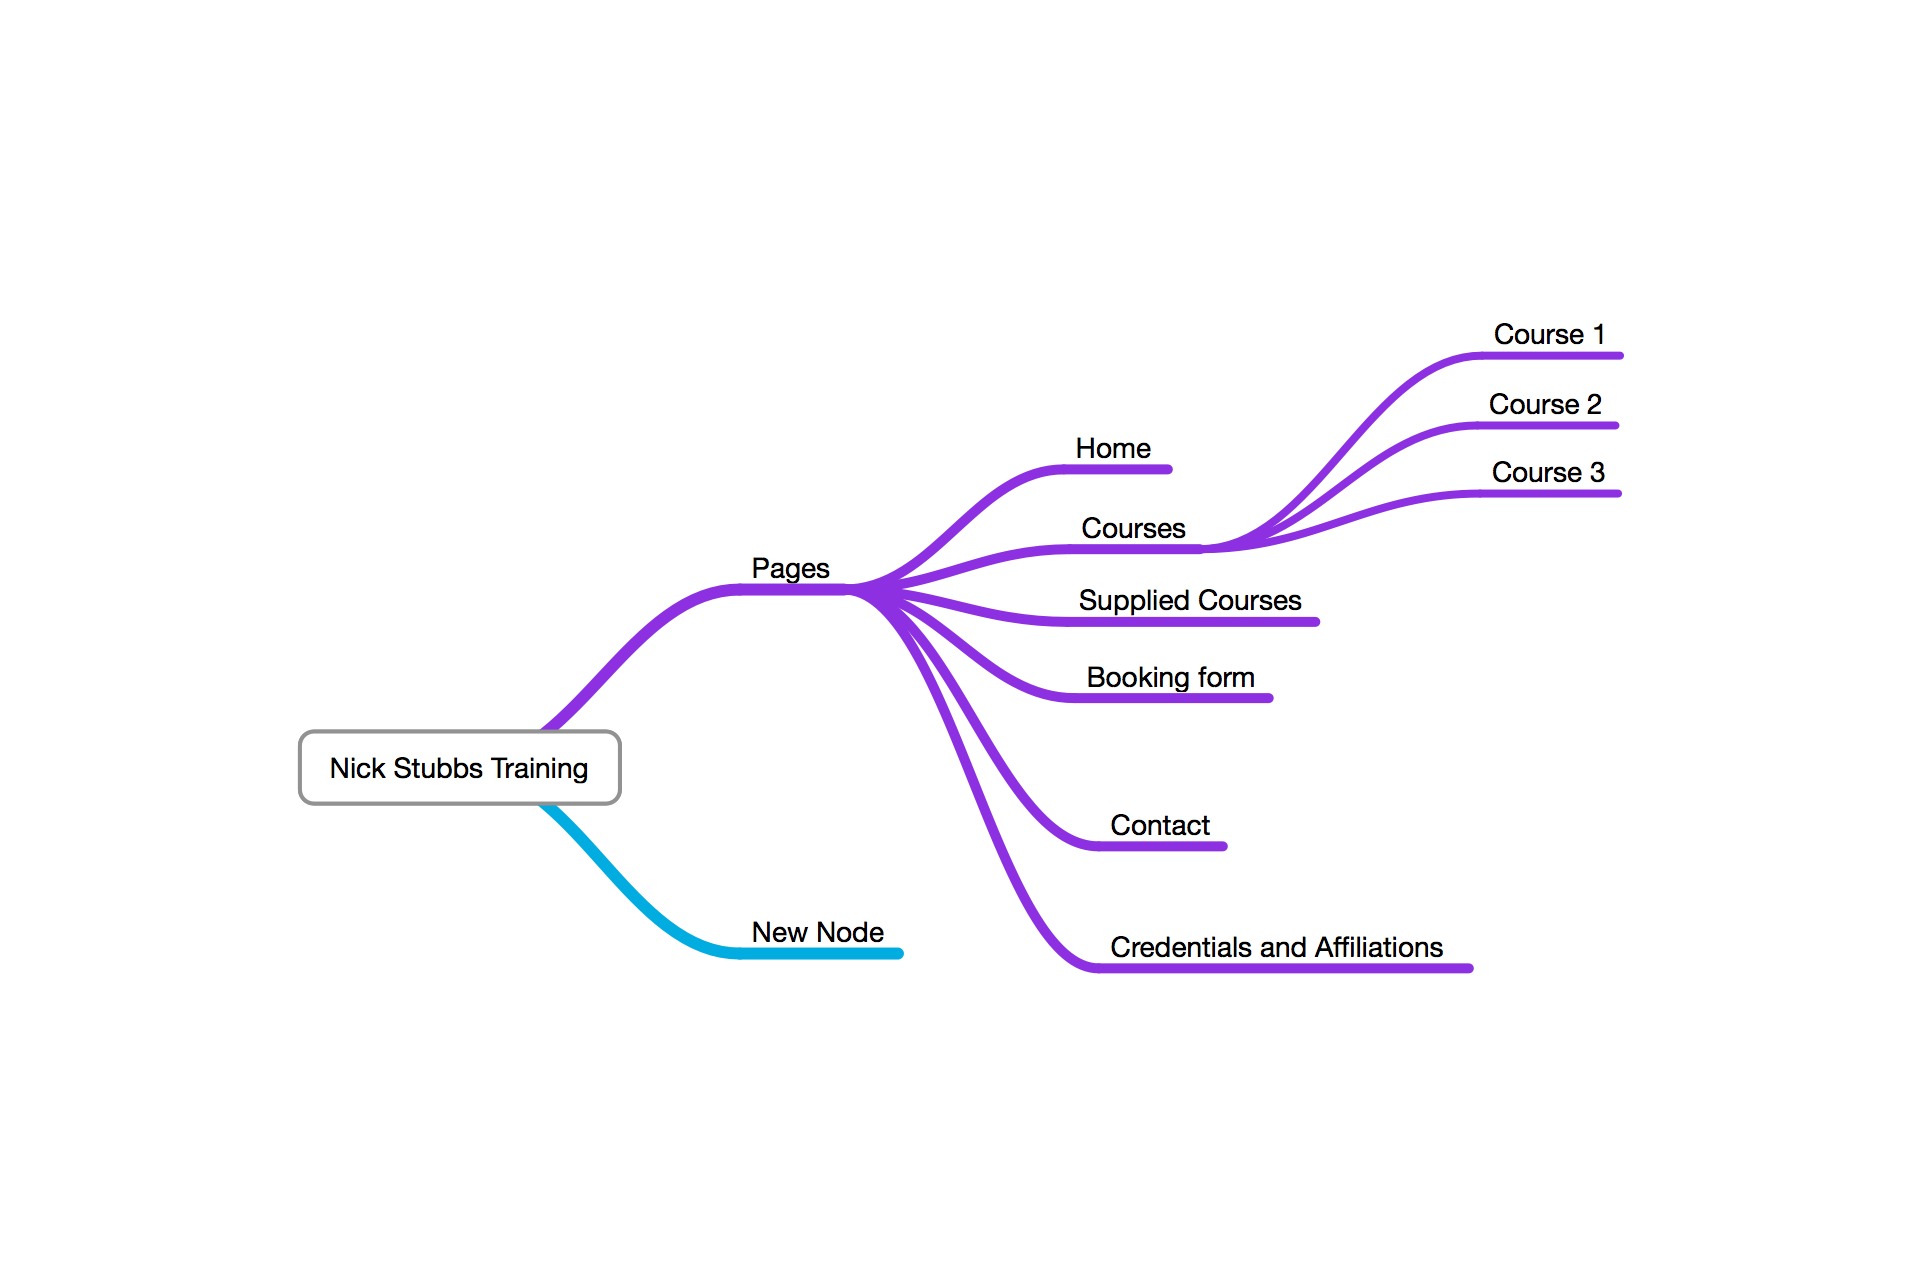 Nick Stubbs Training
Pages
Home
Courses
Course 1
Course 2
Course 3
Supplied Courses
Booking form
Contact
Credentials and Affiliations
New Node